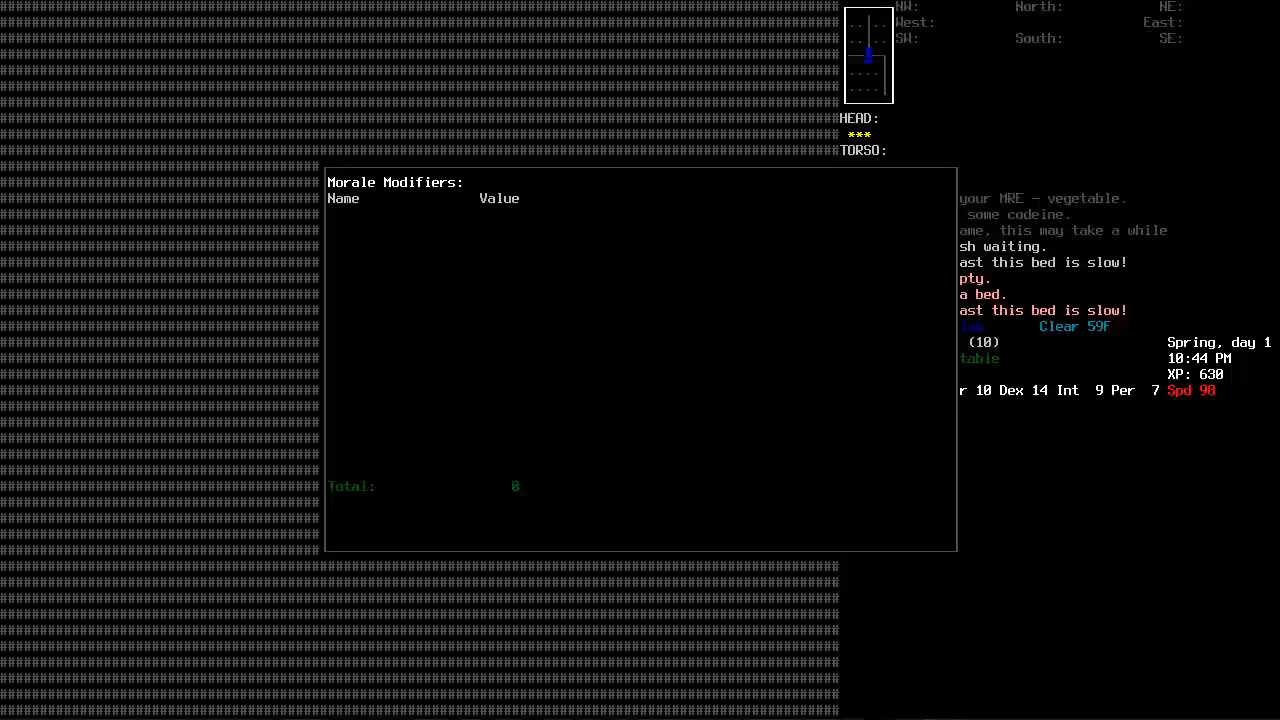 NW: North: NE:
West: East:
SW: South: SE:
HEAD:
***
TORSO:
Morale Modifiers:
Name Value
your MRE - vegetable.
some codeine.
ame, this may take a while
sh waiting.
ast this bed is slow!
pty.
a bed.
ast this bed is slow!
Clear 59F
(10) Spring, day 1
table 10:44 PM
XP: 630
r 10 Dex 14 Int 9 Per 7 Spd 98
Total: 0